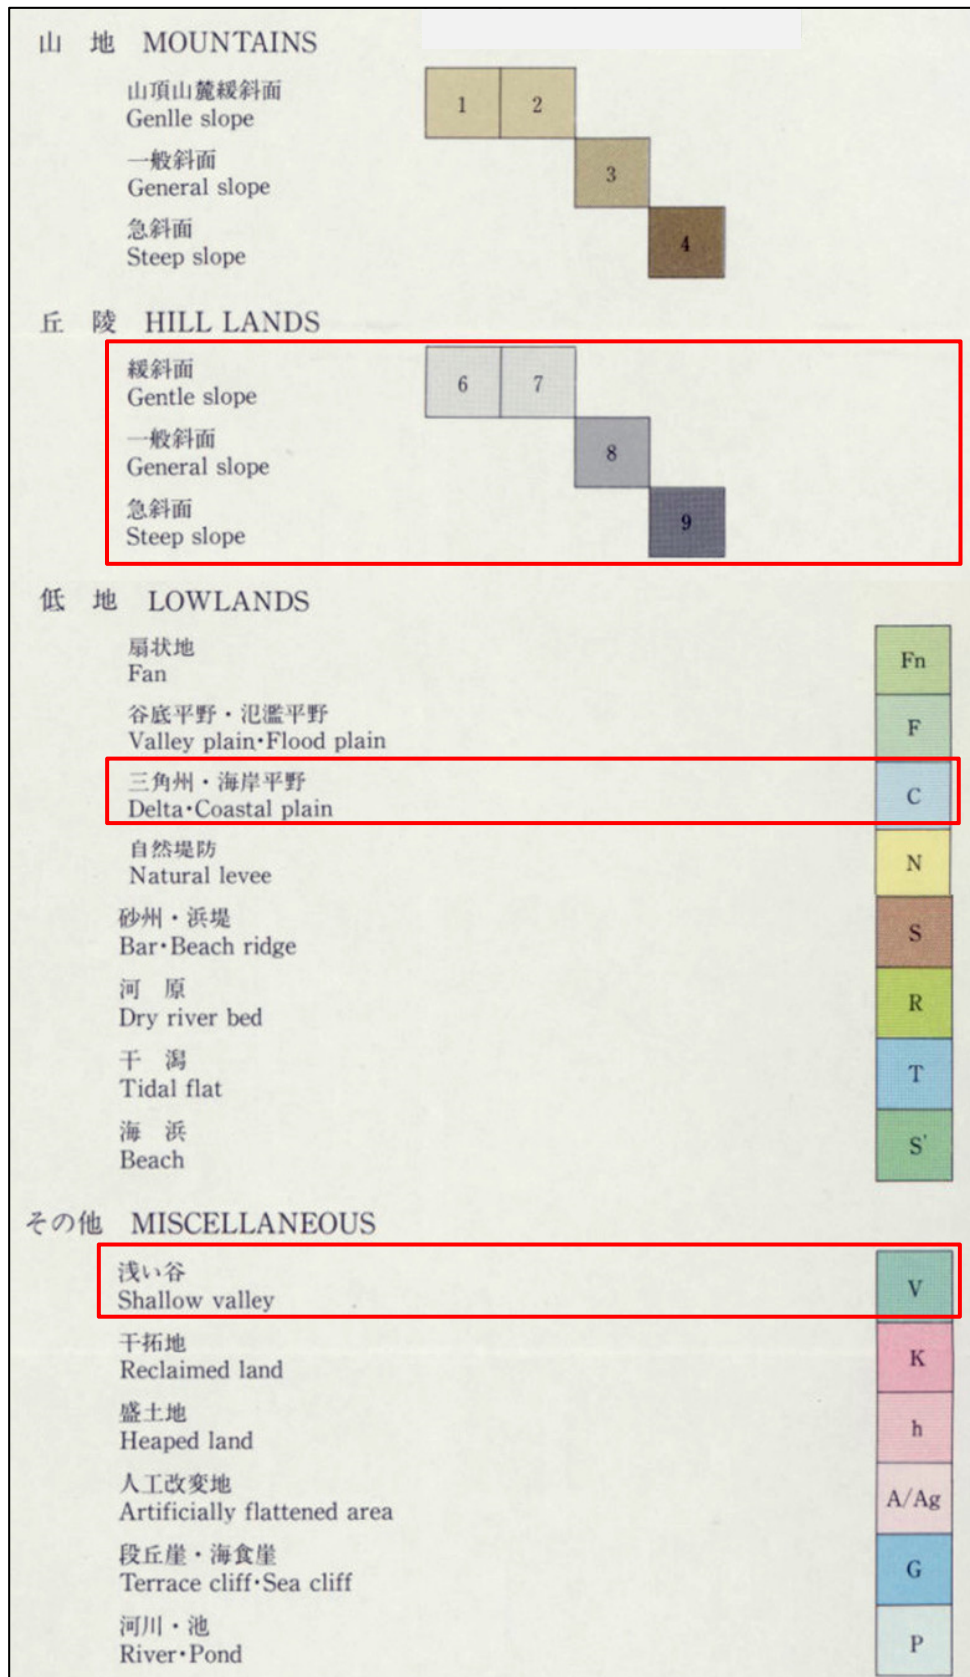 山 地 MOUNTAINS
山頂山麓緩斜面
Genlle slope
1 2
一般斜面
General slope
3
急斜面
Steep slope
4
丘 陵 HILL LANDS
緩斜面
Gentle slope
6 7
一般斜面
General slope
8
急斜面
Steep slope
9
低 地 LOWLANDS
扇状地
Fan
Fn
谷底平野・氾濫平野
Valley plain・Flood plain
F
三角州・海岸平野
Delta・Coastal plain
C
自然堤防
Natural levee
N
砂州・浜堤
Bar・Beach ridge
S
河 原
Dry river bed
R
干 潟
Tidal flat
T
海 浜
Beach
S'
その他 MISCELLANEOUS
浅い谷
Shallow valley
V
干拓地
Reclaimed land
K
盛土地
Heaped land
h
人工改変地
Artificially flattened area
A/Ag
段丘崖・海食崖
Terrace cliff・Sea cliff
G
河川・池
River・Pond
P